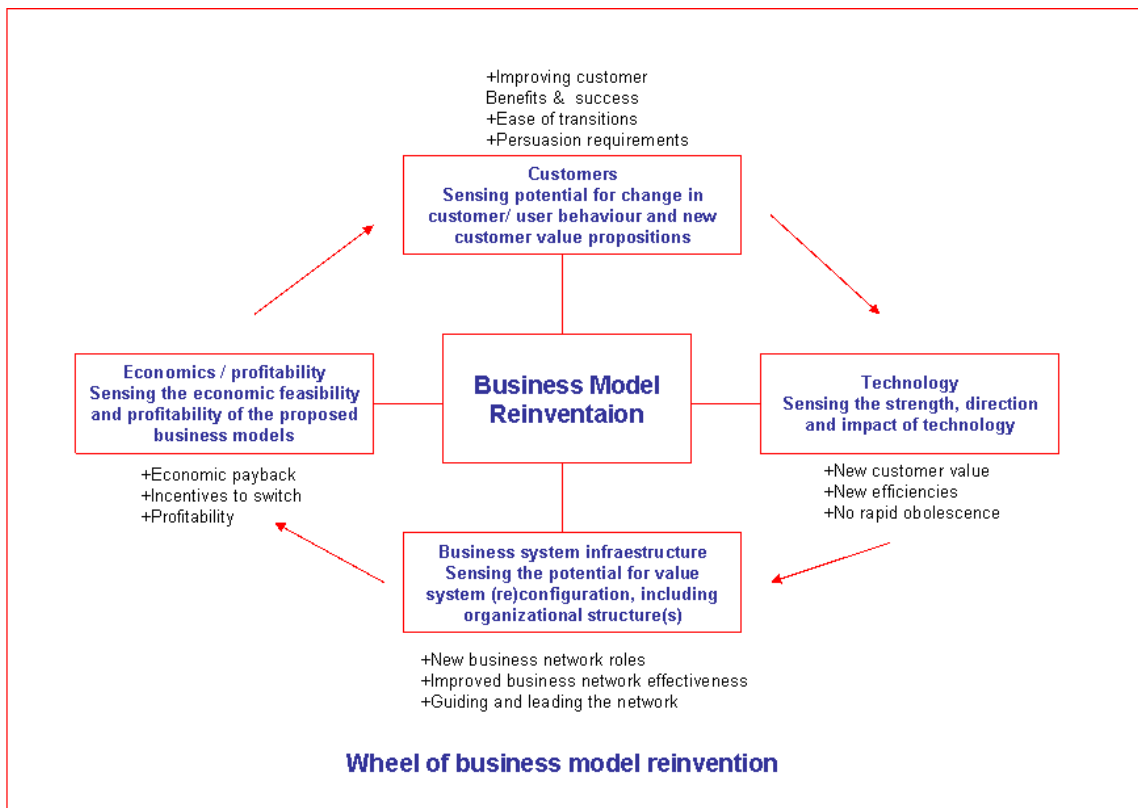 +Improving customer
Benefits & success
+Ease of transitions
+Persuasion requirements
Customers
Sensing potential for change in
customer/ user behaviour and new
customer value propositions
Economics / profitability
Sensing the economic feasibility
and profitability of the proposed
business models
+Economic payback
+Incentives to switch
+Profitability
Business Model
Reinventaion
Technology
Sensing the strength, direction
and impact of technology
+New customer value
+New efficiencies
+No rapid obolescence
Business system infraestructure
Sensing the potential for value
system (re)configuration, including
organizational structure(s)
+New business network roles
+Improved business network effectiveness
+Guiding and leading the network
Wheel of business model reinvention